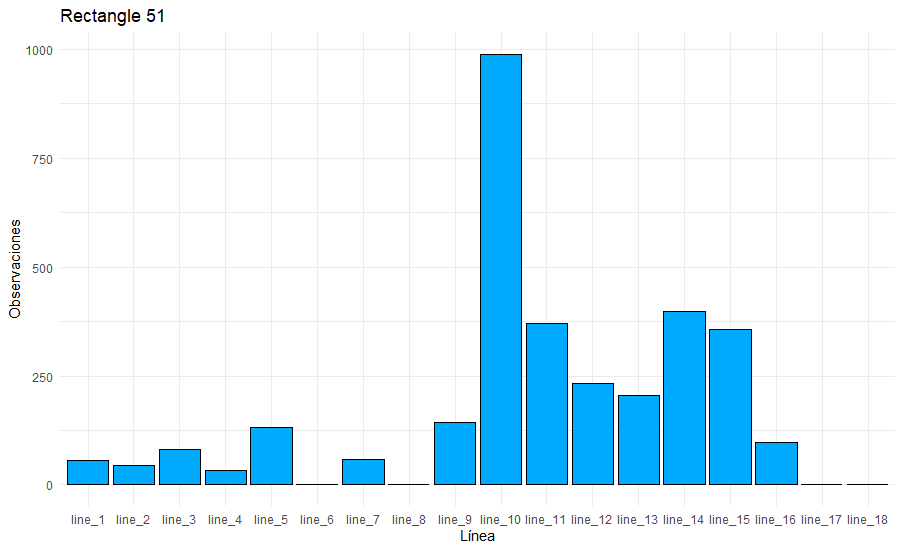 Rectangle 51
1000
750
500
250
0
Observaciones
line_1 line_2 line_3 line_4 line_5 line_6 line_7 line_8 line_9 line_10 line_11 line_12 line_13 line_14 line_15 line_16 line_17 line_18
Línea